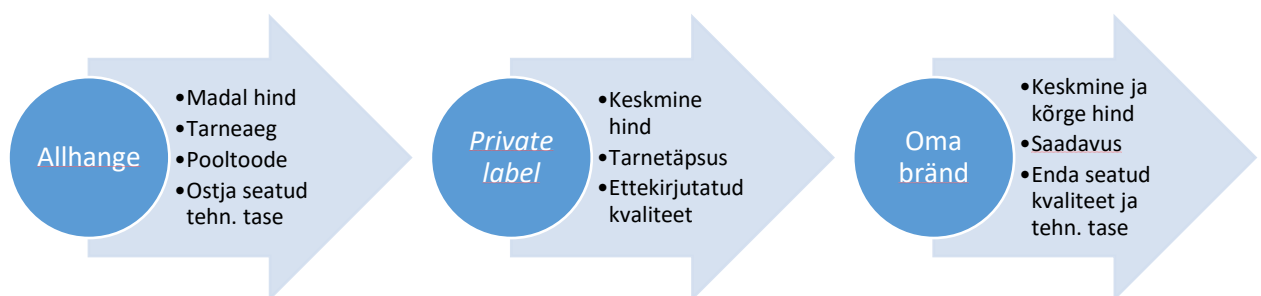 Allhange
•Madal hind
•Tarneaeg
•Pooltoode
•Ostja seatud
tehn. tase
Private
label
•Keskmine
hind
•Tarnetäpsus
•Ettekirjutatud
kvaliteet
Oma
bränd
•Keskmine ja
kõrge hind
•Saadavus
•Enda seatud
kvaliteet ja
tehn. tase